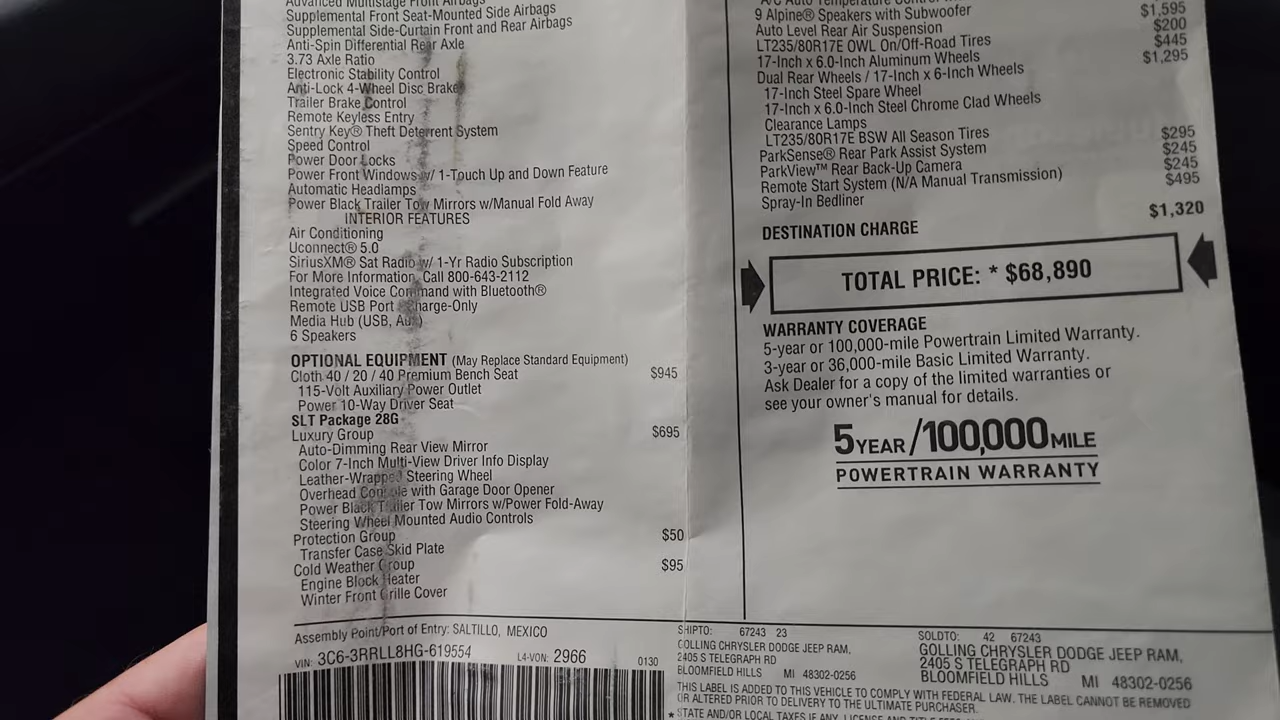 Advanced Multistage Front Airbags
Supplemental Front Seat-Mounted Side Airbags
Supplemental Side-Curtain Front and Rear Airbags
Anti-Spin Differential Rear Axle
3.73 Axle Ratio
Electronic Stability Control
Anti-Lock 4-Wheel Disc Brakes
Trailer Brake Control
Remote Keyless Entry
Sentry Key® Theft Deterrent System
Speed Control
Power Door Locks
Power Front Windows w/ 1-Touch Up and Down Feature
Automatic Headlamps
Power Black Trailer Tow Mirrors w/Manual Fold Away
INTERIOR FEATURES
Air Conditioning
Uconnect® 5.0
SiriusXM® Sat Radio w/ 1-Yr Radio Subscription
For More Information, Call 800-643-2112
Integrated Voice Command with Bluetooth®
Remote USB Port - Charge-Only
Media Hub (USB, Aux)
6 Speakers
OPTIONAL EQUIPMENT (May Replace Standard Equipment)
Cloth 40 / 20 / 40 Premium Bench Seat $945
115-Volt Auxiliary Power Outlet
Power 10-Way Driver Seat
SLT Package 28G
Luxury Group $695
Auto-Dimming Rear View Mirror
Color 7-Inch Multi-View Driver Info Display
Leather-Wrapped Steering Wheel
Overhead Console with Garage Door Opener
Power Black Trailer Tow Mirrors w/Power Fold-Away
Steering Wheel Mounted Audio Controls
Protection Group $50
Transfer Case Skid Plate
Cold Weather Group $95
Engine Block Heater
Winter Front Grille Cover
A/C Auto Temperature Control
9 Alpine® Speakers with Subwoofer
Auto Level Rear Air Suspension $1,595
LT235/80R17E OWL On/Off-Road Tires $200
17-Inch x 6.0-Inch Aluminum Wheels $445
Dual Rear Wheels / 17-Inch x 6-Inch Wheels $1,295
17-Inch Steel Spare Wheel
17-Inch x 6.0-Inch Steel Chrome Clad Wheels
Clearance Lamps
LT235/80R17E BSW All Season Tires
ParkSense® Rear Park Assist System $295
ParkView™ Rear Back-Up Camera $245
Remote Start System (N/A Manual Transmission) $245
Spray-In Bedliner $495
DESTINATION CHARGE $1,320
TOTAL PRICE: * $68,890
WARRANTY COVERAGE
5-year or 100,000-mile Powertrain Limited Warranty.
3-year or 36,000-mile Basic Limited Warranty.
Ask Dealer for a copy of the limited warranties or
see your owner's manual for details.
5 YEAR / 100,000 MILE
POWERTRAIN WARRANTY
Assembly Point/Port of Entry: SALTILLO, MEXICO
VIN: 3C6-3RRLL8HG-619554 L4-VON: 2966 0130
SHIPTO: 67243 23
GOLLING CHRYSLER DODGE JEEP RAM,
2405 S TELEGRAPH RD
BLOOMFIELD HILLS MI 48302-0256
SOLDTO: 42 67243
GOLLING CHRYSLER DODGE JEEP RAM,
2405 S TELEGRAPH RD
BLOOMFIELD HILLS MI 48302-0256
THIS LABEL IS ADDED TO THIS VEHICLE TO COMPLY WITH FEDERAL LAW. THE LABEL CANNOT BE REMOVED
OR ALTERED PRIOR TO DELIVERY TO THE ULTIMATE PURCHASER.
* STATE AND/OR LOCAL TAXES IF ANY, LICENSE AND TITLE